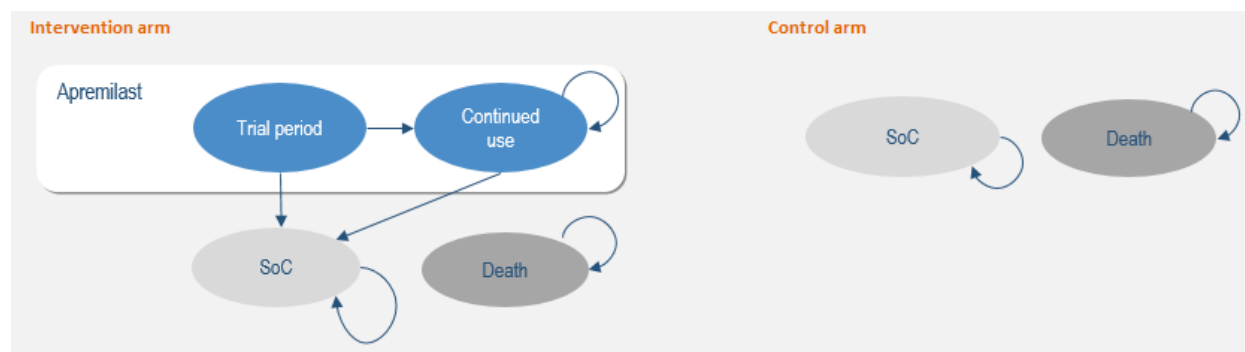 Intervention arm
Control arm
Apremilast
Trial period
Continued
use
SoC
Death
SoC
Death